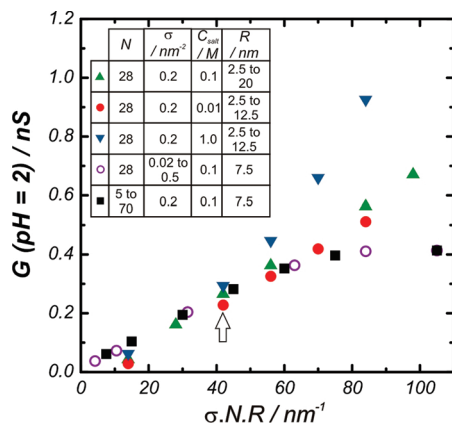 N σ / nm⁻² C_salt / M R / nm
▲ 28 0.2 0.1 2.5 to 20
● 28 0.2 0.01 2.5 to 12.5
▼ 28 0.2 1.0 2.5 to 12.5
○ 28 0.02 to 0.5 0.1 7.5
■ 5 to 70 0.2 0.1 7.5
G (pH = 2) / nS
1.0
0.8
0.6
0.4
0.2
0.0
0 20 40 60 80 100
σ.N.R / nm⁻¹